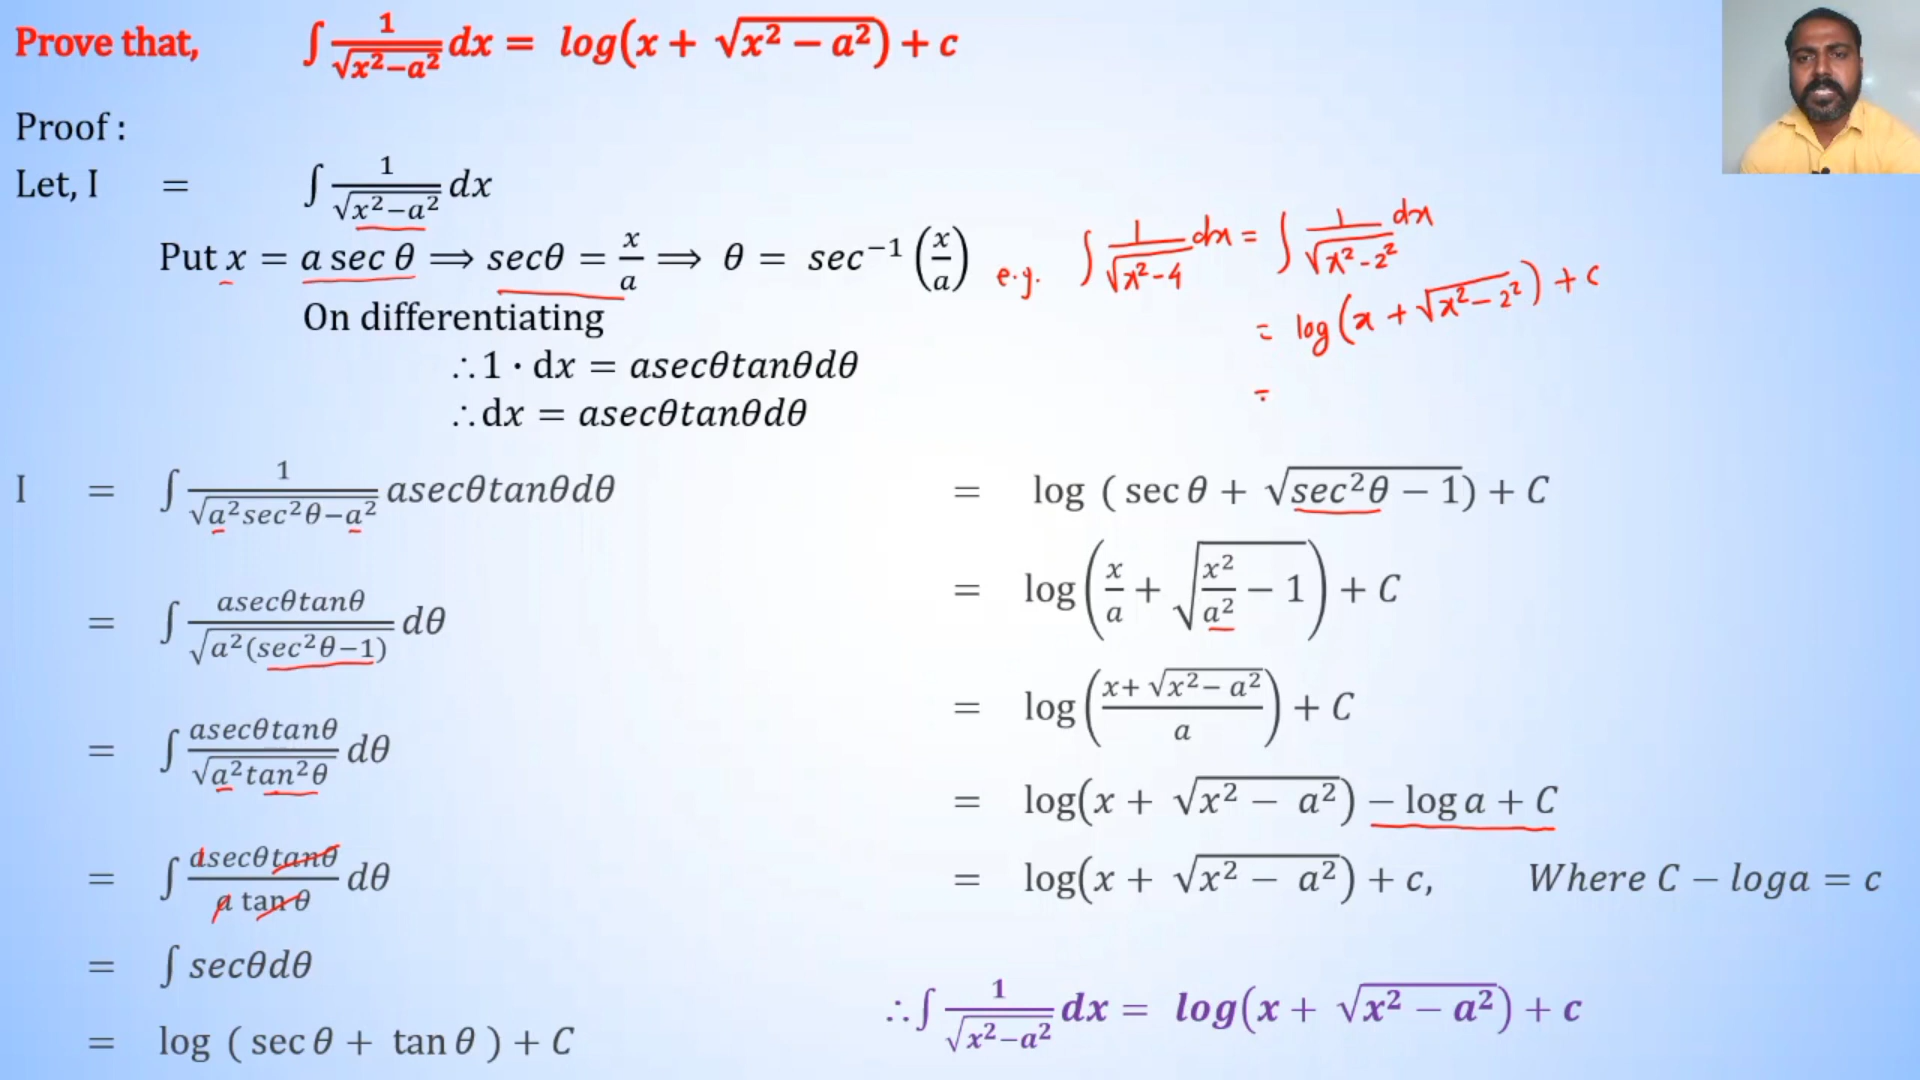 Prove that, ∫ 1/√(x² − a²) dx = log(x + √(x² − a²)) + c
Proof :
Let, I = ∫ 1/√(x² − a²) dx
Put x = a sec θ ⟹ secθ = x/a ⟹ θ = sec⁻¹(x/a)
On differentiating
∴ 1 · dx = asecθtanθdθ
∴ dx = asecθtanθdθ
e.g. ∫ 1/√(x² − 4) dx = ∫ 1/√(x² − 2²) dx
= log(x + √(x² − 2²)) + c
=
I = ∫ 1/√(a²sec²θ − a²) asecθtanθdθ
= ∫ asecθtanθ/√(a²(sec²θ − 1)) dθ
= ∫ asecθtanθ/√(a²tan²θ) dθ
= ∫ asecθtanθ/(a tan θ) dθ
= ∫ secθdθ
= log ( sec θ + tan θ ) + C
= log ( sec θ + √(sec²θ − 1)) + C
= log(x/a + √(x²/a² − 1)) + C
= log((x + √(x² − a²))/a) + C
= log(x + √(x² − a²)) − log a + C
= log(x + √(x² − a²)) + c, Where C − loga = c
∴ ∫ 1/√(x² − a²) dx = log(x + √(x² − a²)) + c